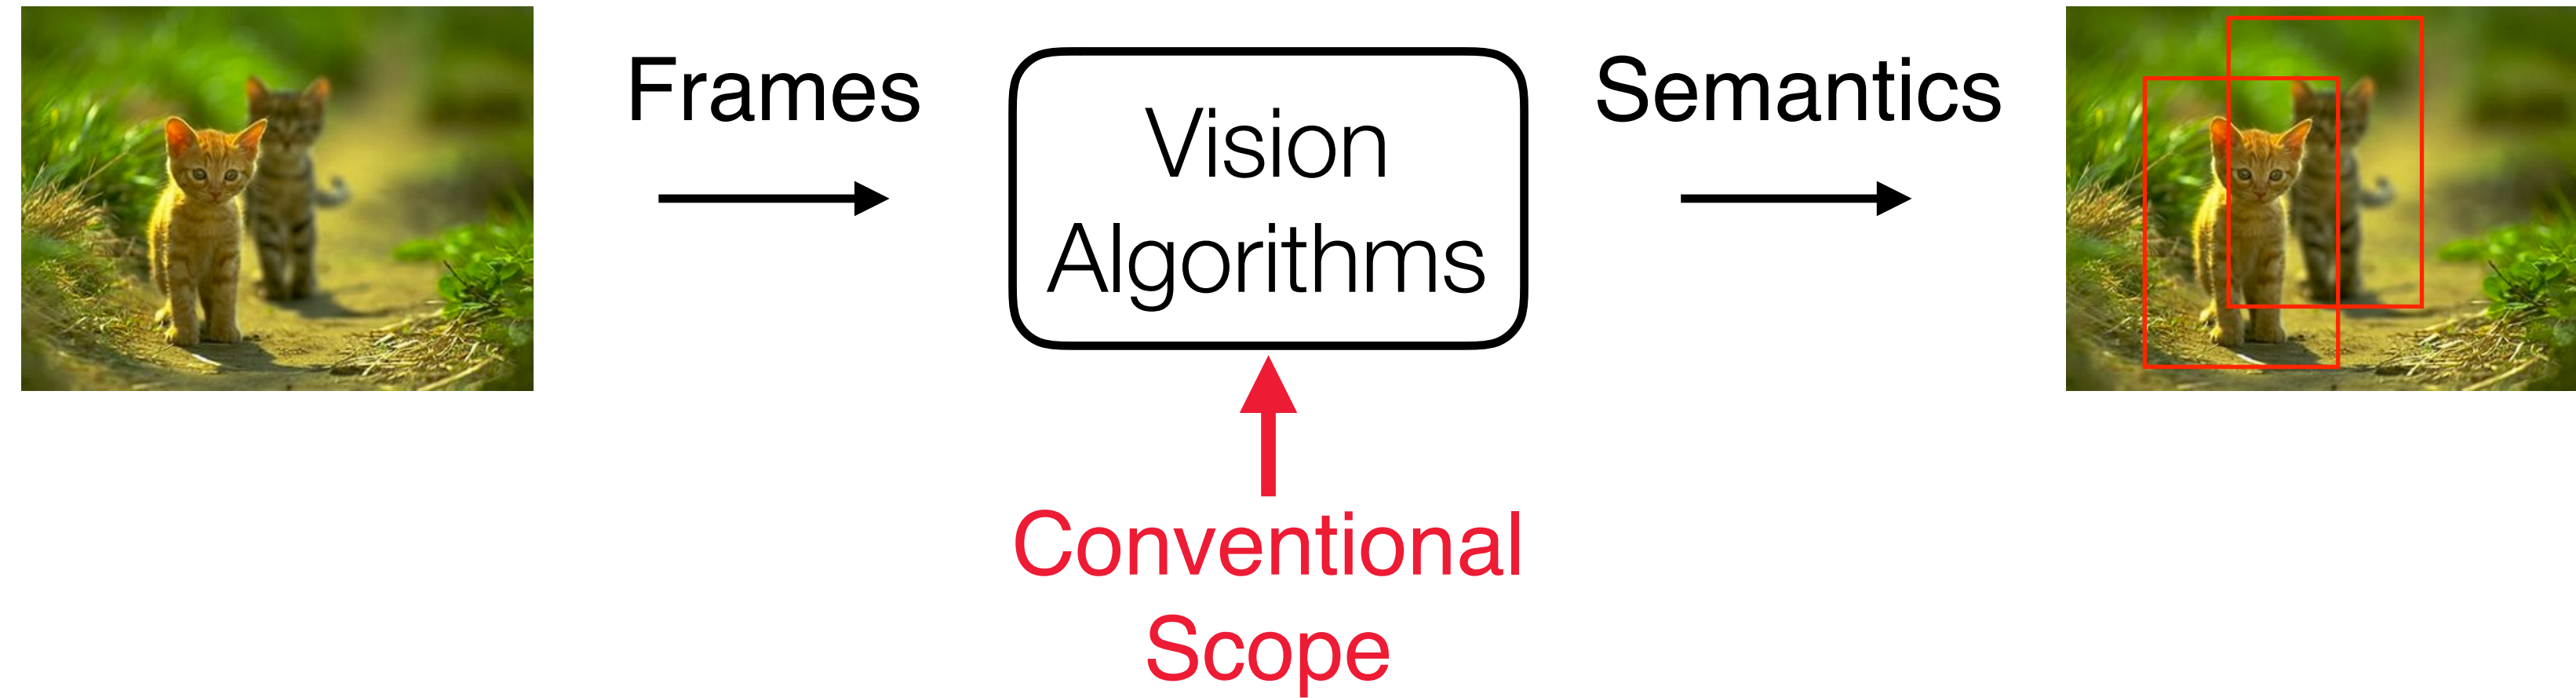 Frames
Vision
Algorithms
Semantics
Conventional
Scope